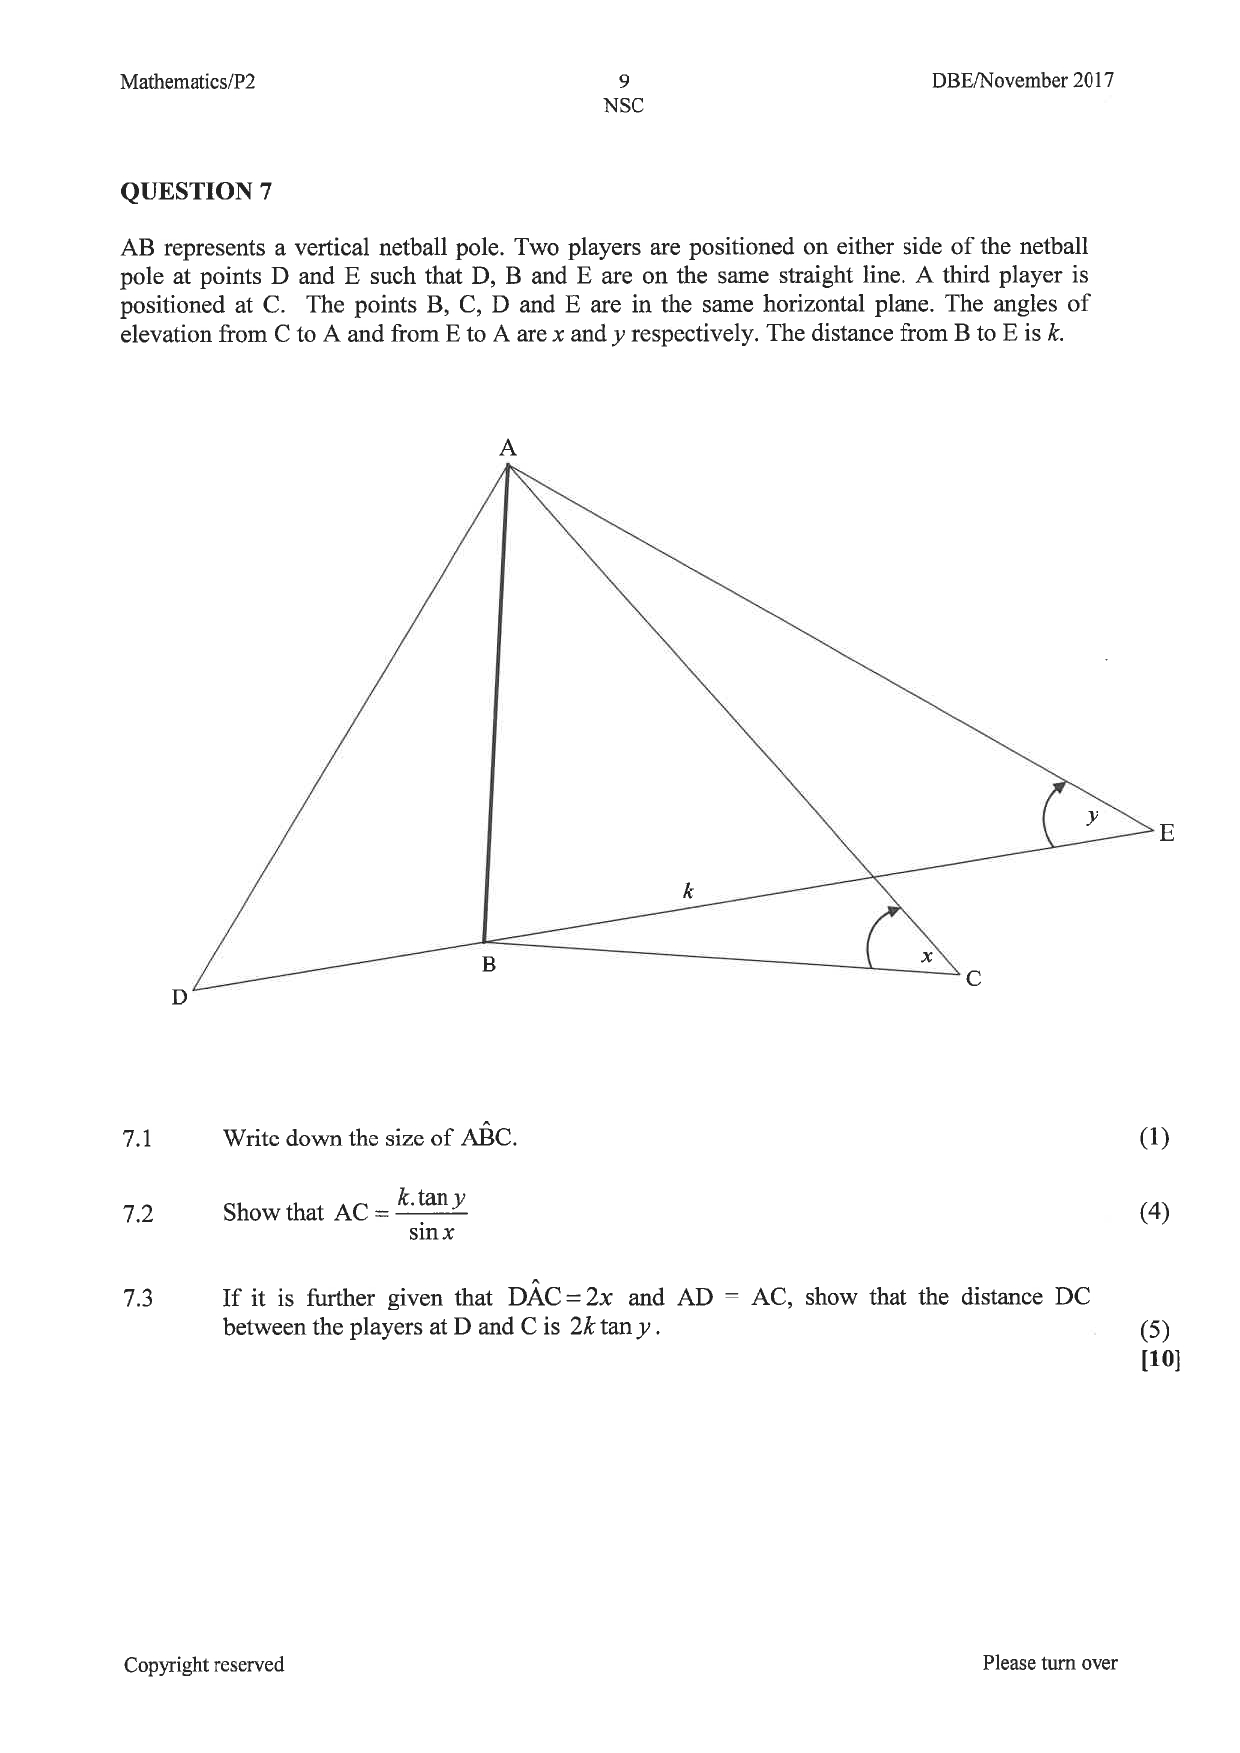 Mathematics/P2
9
DBE/November 2017
NSC
QUESTION 7
AB represents a vertical netball pole. Two players are positioned on either side of the netball
pole at points D and E such that D, B and E are on the same straight line. A third player is
positioned at C. The points B, C, D and E are in the same horizontal plane. The angles of
elevation from C to A and from E to A are x and y respectively. The distance from B to E is k.
A
y
E
k
x
B
C
D
7.1 Write down the size of AB̂C. (1)
7.2 Show that AC = k.tan y / sin x (4)
7.3 If it is further given that DÂC = 2x and AD = AC, show that the distance DC
between the players at D and C is 2k tan y. (5)
[10]
Copyright reserved
Please turn over